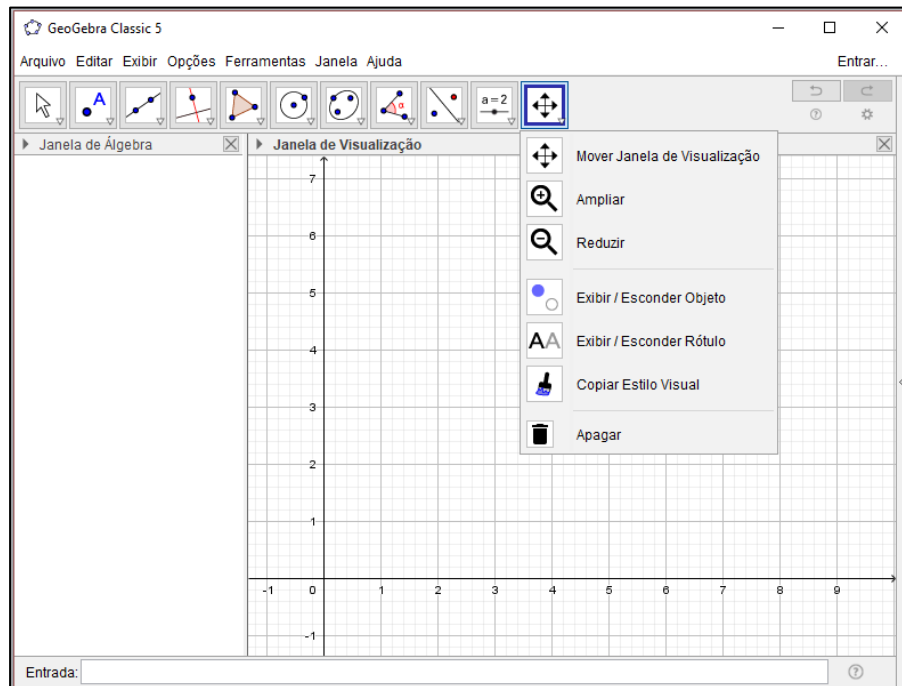 GeoGebra Classic 5
Arquivo Editar Exibir Opções Ferramentas Janela Ajuda Entrar...
A
α
a=2
Janela de Álgebra
Janela de Visualização
Mover Janela de Visualização
Ampliar
Reduzir
Exibir / Esconder Objeto
AA Exibir / Esconder Rótulo
Copiar Estilo Visual
Apagar
7
6
5
4
3
2
1
-1 0 1 2 3 4 5 6 7 8 9
-1
Entrada: